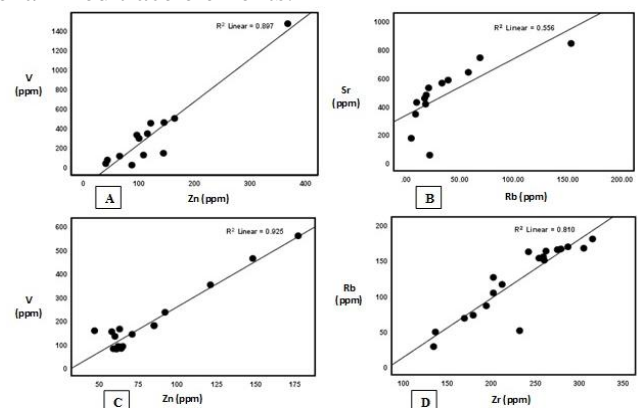 R² Linear = 0.897
V
(ppm)
1400
1200
1000
800
600
400
200
0
0
100
200
300
400
A
Zn (ppm)
R² Linear = 0.556
Sr
(ppm)
1000
800
600
400
200
0
.00
50.00
100.00
150.00
200.00
B
Rb (ppm)
R² Linear = 0.925
V
(ppm)
600
500
400
300
200
100
0
50
75
100
125
150
175
C
Zn (ppm)
R² Linear = 0.810
Rb
(ppm)
200
150
100
50
0
100
150
200
250
300
350
D
Zr (ppm)